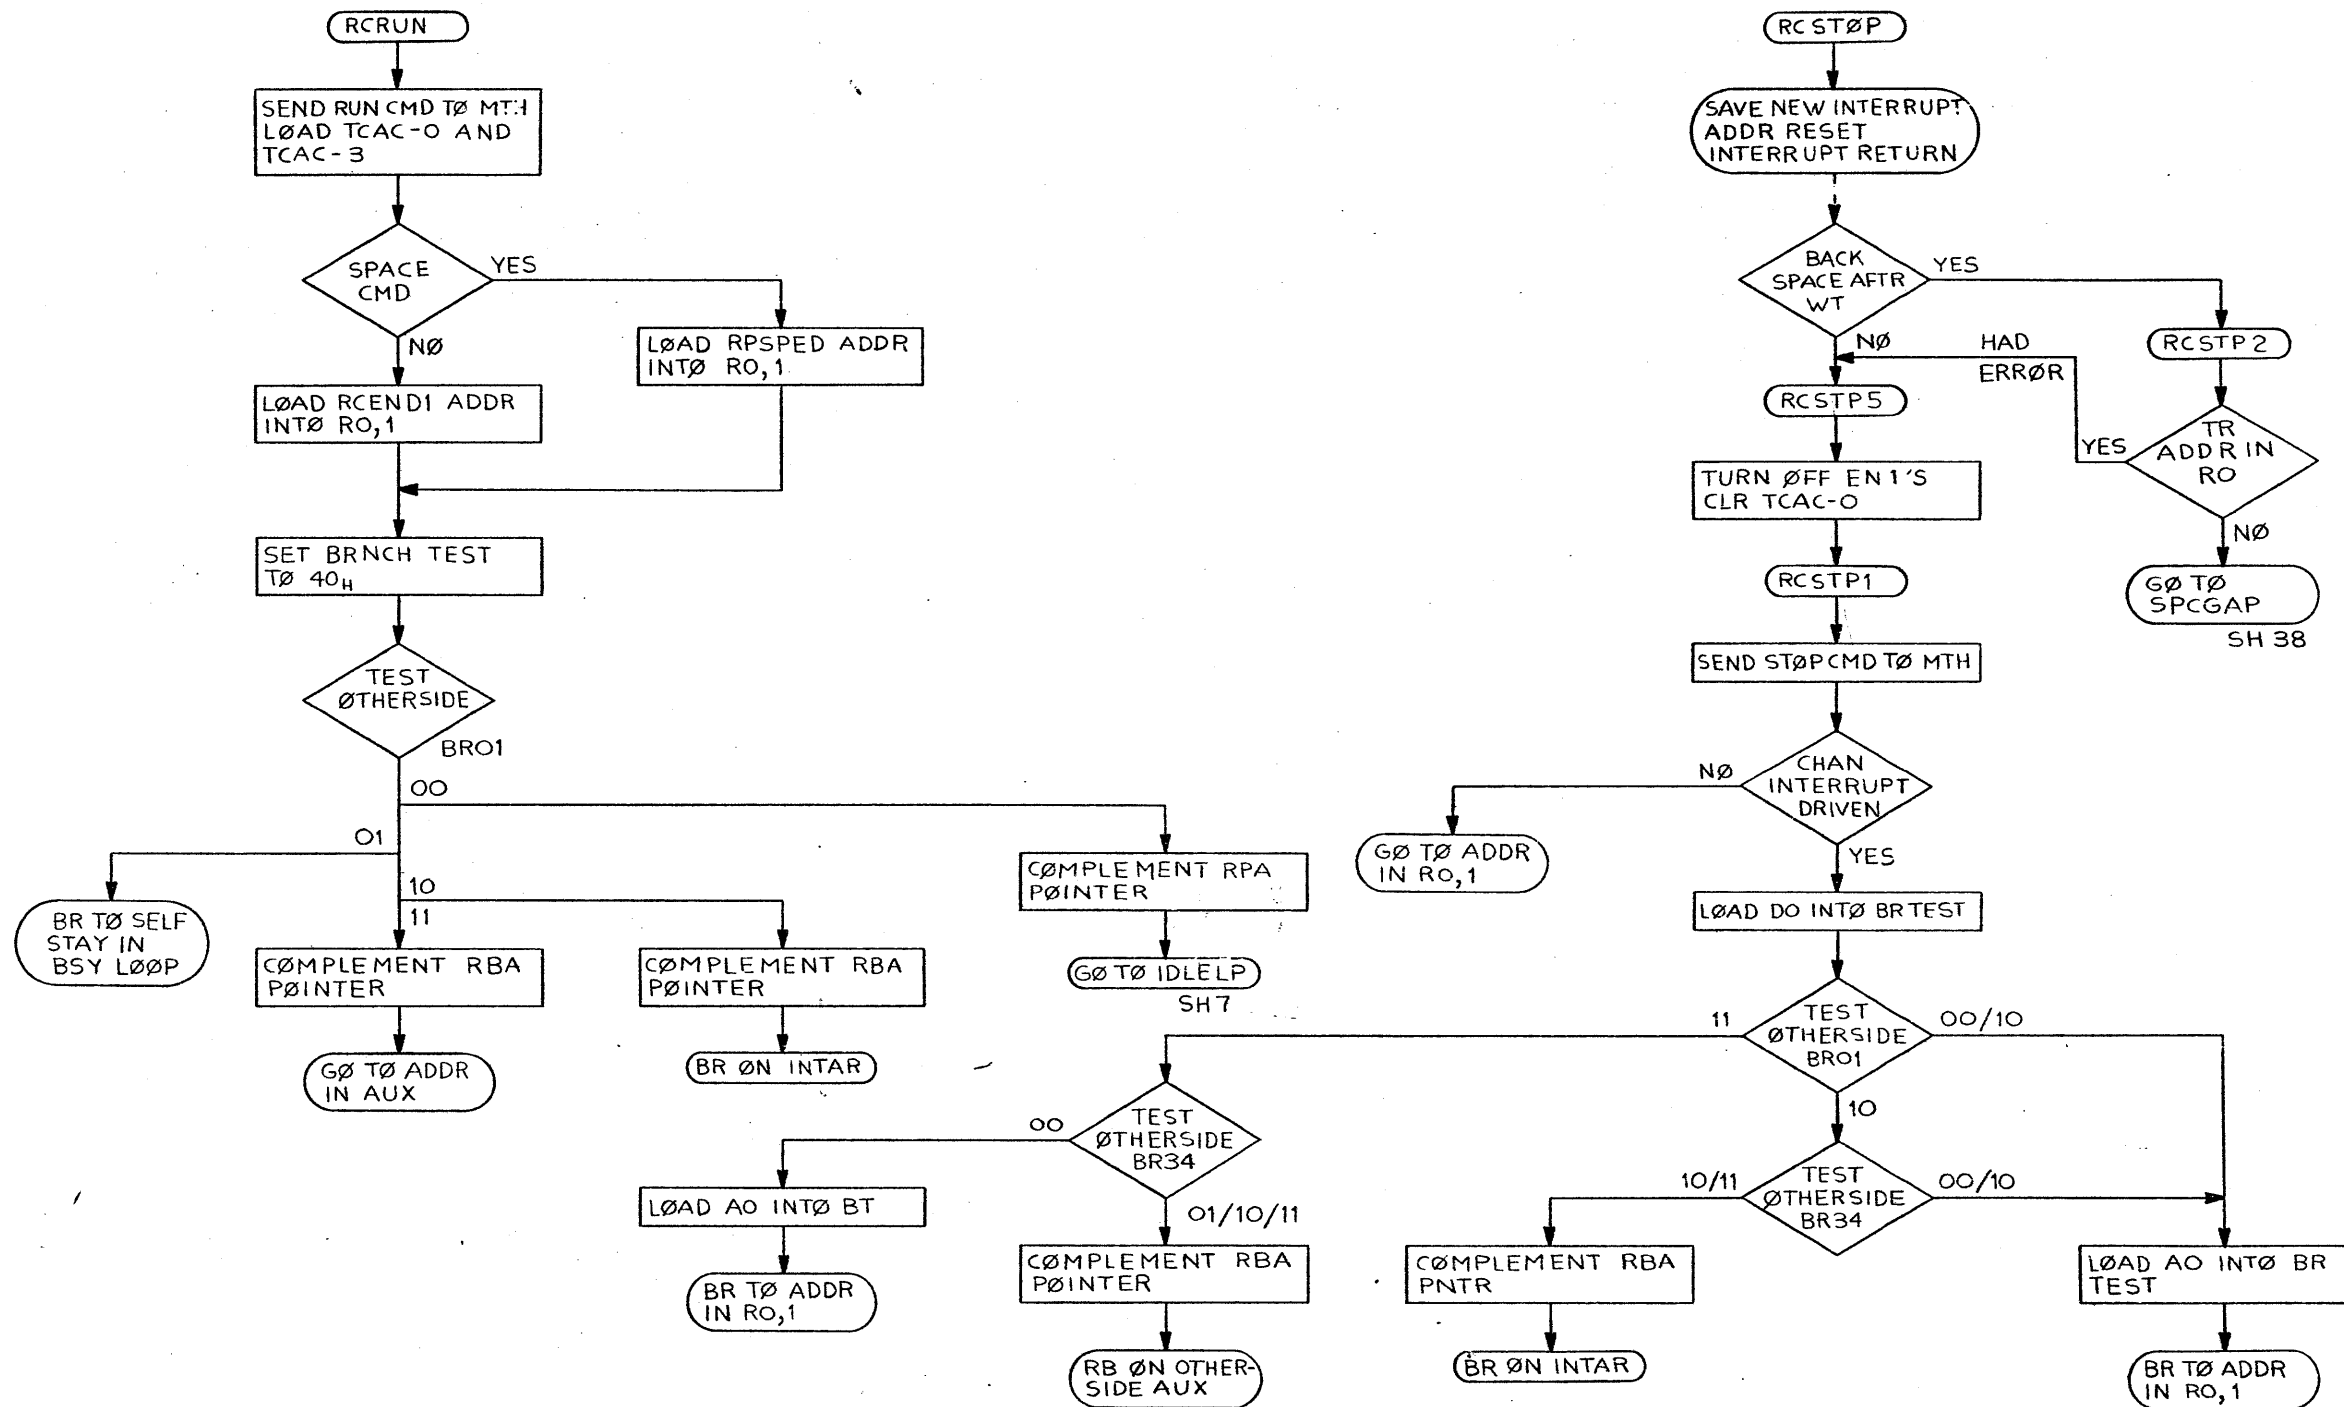 RCRUN
SEND RUN CMD TØ MTH
LØAD TCAC-0 AND
TCAC-3
SPACE
CMD
YES
NØ
LØAD RPSPED ADDR
INTØ RO,1
LØAD RCEND1 ADDR
INTØ RO,1
SET BRNCH TEST
TØ 40H
TEST
ØTHERSIDE
BR01
00
01
10
11
BR TØ SELF
STAY IN
BSY LØØP
CØMPLEMENT RBA
PØINTER
GØ TØ ADDR
IN AUX
CØMPLEMENT RBA
PØINTER
BR ØN INTAR
CØMPLEMENT RPA
PØINTER
GØ TØ IDLELP
SH 7
RCSTØP
SAVE NEW INTERRUPT
ADDR RESET
INTERRUPT RETURN
BACK
SPACE AFTR
WT
YES
NØ
RCSTP2
HAD
ERRØR
TR
ADDR IN
RO
YES
NØ
GØ TØ
SPCGAP
SH 38
RCSTP5
TURN ØFF EN 1'S
CLR TCAC-0
RCSTP1
SEND STØP CMD TØ MTH
CHAN
INTERRUPT
DRIVEN
NØ
GØ TØ ADDR
IN RO,1
YES
LØAD DO INTØ BR TEST
TEST
ØTHERSIDE
BR01
11
00/10
10
TEST
ØTHERSIDE
BR34
00
LØAD AO INTØ BT
BR TØ ADDR
IN RO,1
01/10/11
CØMPLEMENT RBA
PØINTER
RB ØN OTHER-
SIDE AUX
TEST
ØTHERSIDE
BR34
10/11
00/10
CØMPLEMENT RBA
PNTR
BR ØN INTAR
LØAD AO INTØ BR
TEST
BR TØ ADDR
IN RO,1